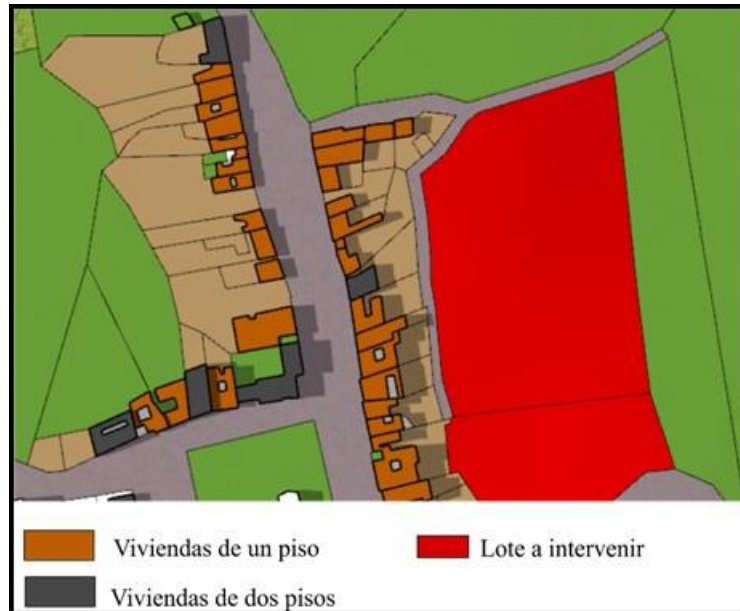 Viviendas de un piso
Lote a intervenir
Viviendas de dos pisos